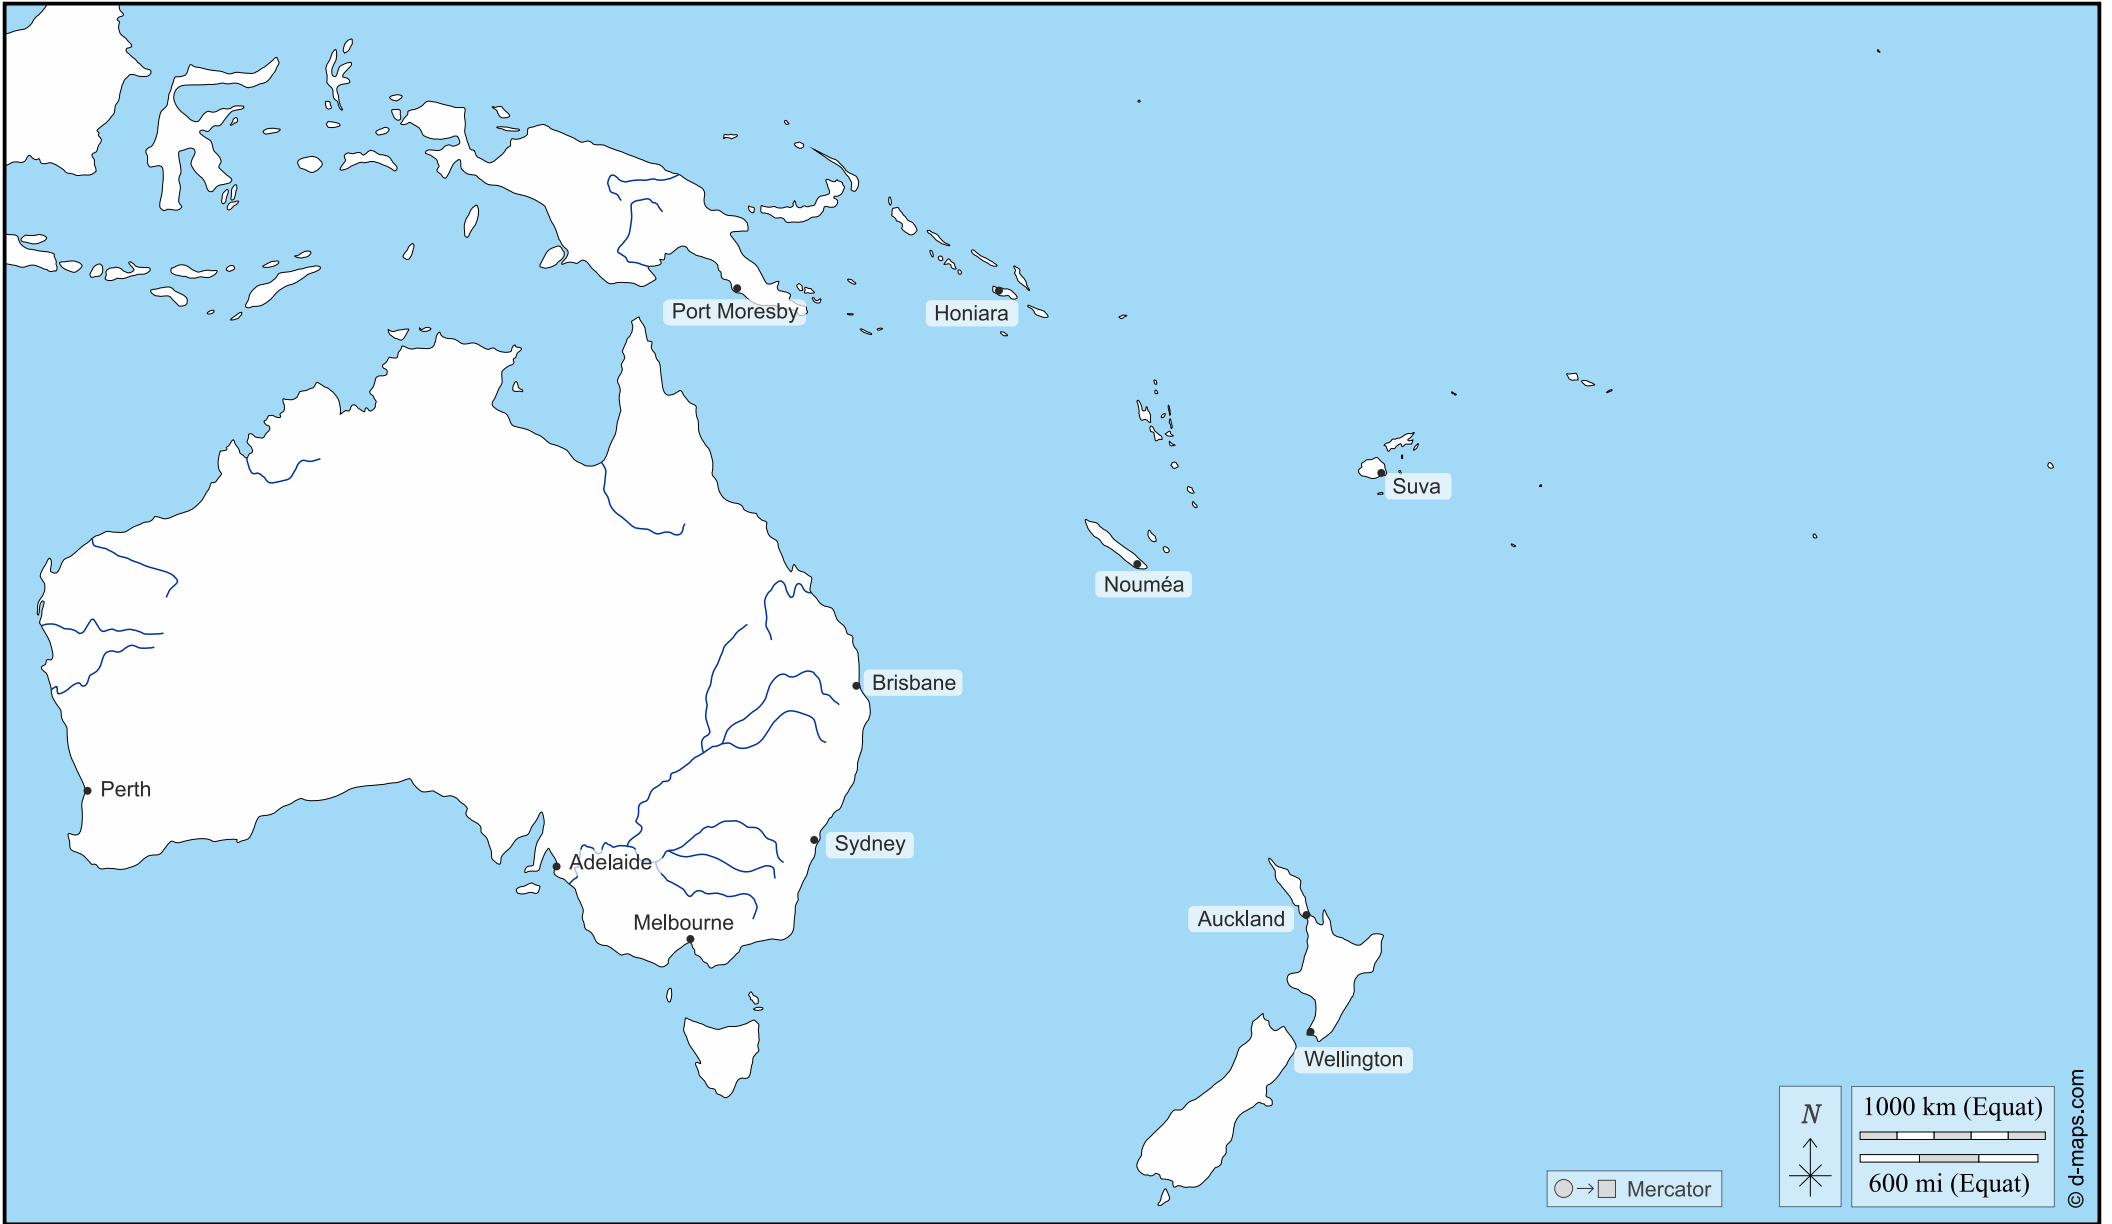 Port Moresby
Honiara
Suva
Nouméa
Brisbane
Perth
Sydney
Adelaide
Melbourne
Auckland
Wellington
N
1000 km (Equat)
600 mi (Equat)
Mercator
© d-maps.com